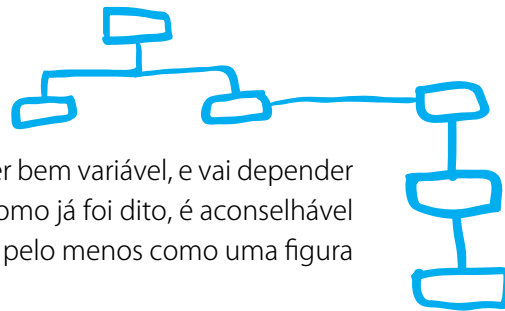 er bem variável, e vai depender
omo já foi dito, é aconselhável
pelo menos como uma figura